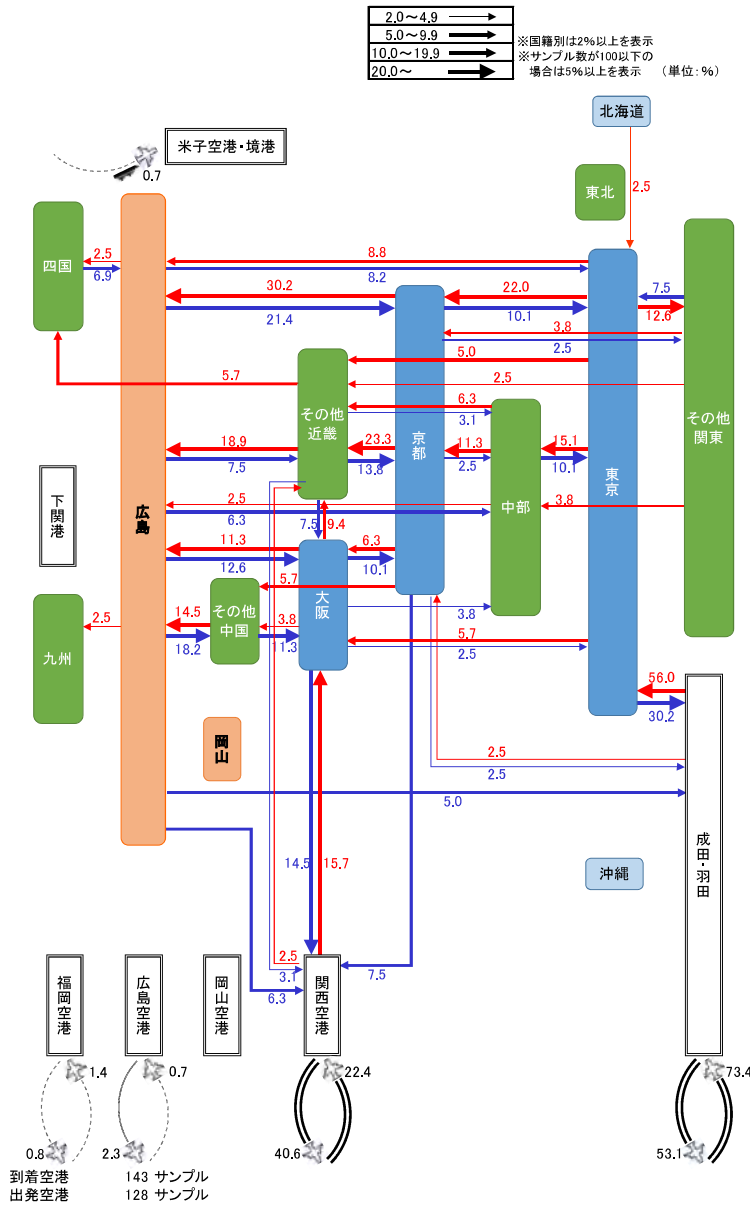 2.0～4.9
5.0～9.9
10.0～19.9
20.0～
※国籍別は2%以上を表示
※サンプル数が100以下の
場合は5%以上を表示 （単位：%）
北海道
米子空港・境港
0.7
東北
2.5
四国
2.5
6.9
8.8
8.2
30.2
21.4
22.0
10.1
7.5
12.6
3.8
2.5
5.0
5.7
2.5
その他
近畿
6.3
3.1
京都
その他
関東
18.9
7.5
23.3
13.8
11.3
2.5
15.1
10.1
東京
中部
下関港
広島
2.5
6.3
3.8
7.5
9.4
11.3
12.6
6.3
10.1
大阪
5.7
3.8
九州
2.5
14.5
18.2
その他
中国
3.8
11.3
5.7
2.5
56.0
30.2
岡山
2.5
2.5
5.0
成田・羽田
14.5
15.7
沖縄
2.5
3.1
6.3
7.5
福岡空港
広島空港
岡山空港
関西空港
1.4
0.7
22.4
73.4
0.8
2.3
40.6
53.1
到着空港 143 サンプル
出発空港 128 サンプル